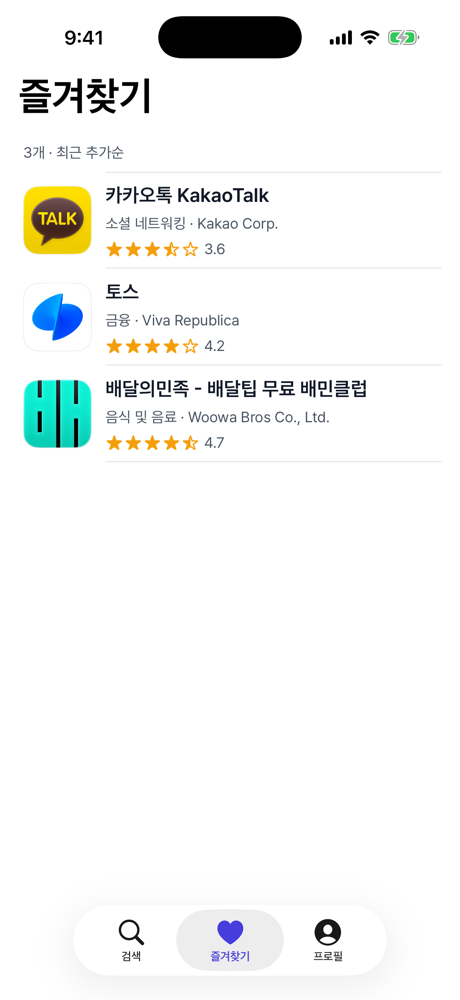 9:41
즐겨찾기
3개 · 최근 추가순
TALK
카카오톡 KakaoTalk
소셜 네트워킹 · Kakao Corp.
3.6
토스
금융 · Viva Republica
4.2
배
배달의민족 - 배달팁 무료 배민클럽
음식 및 음료 · Woowa Bros Co., Ltd.
4.7
검색
즐겨찾기
프로필